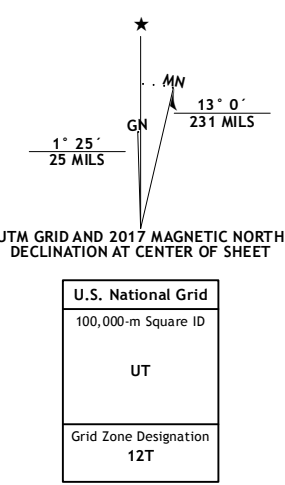 ★
MN
GN
13° 0´
231 MILS
1° 25´
25 MILS
UTM GRID AND 2017 MAGNETIC NORTH
DECLINATION AT CENTER OF SHEET
U.S. National Grid
100,000-m Square ID
UT
Grid Zone Designation
12T